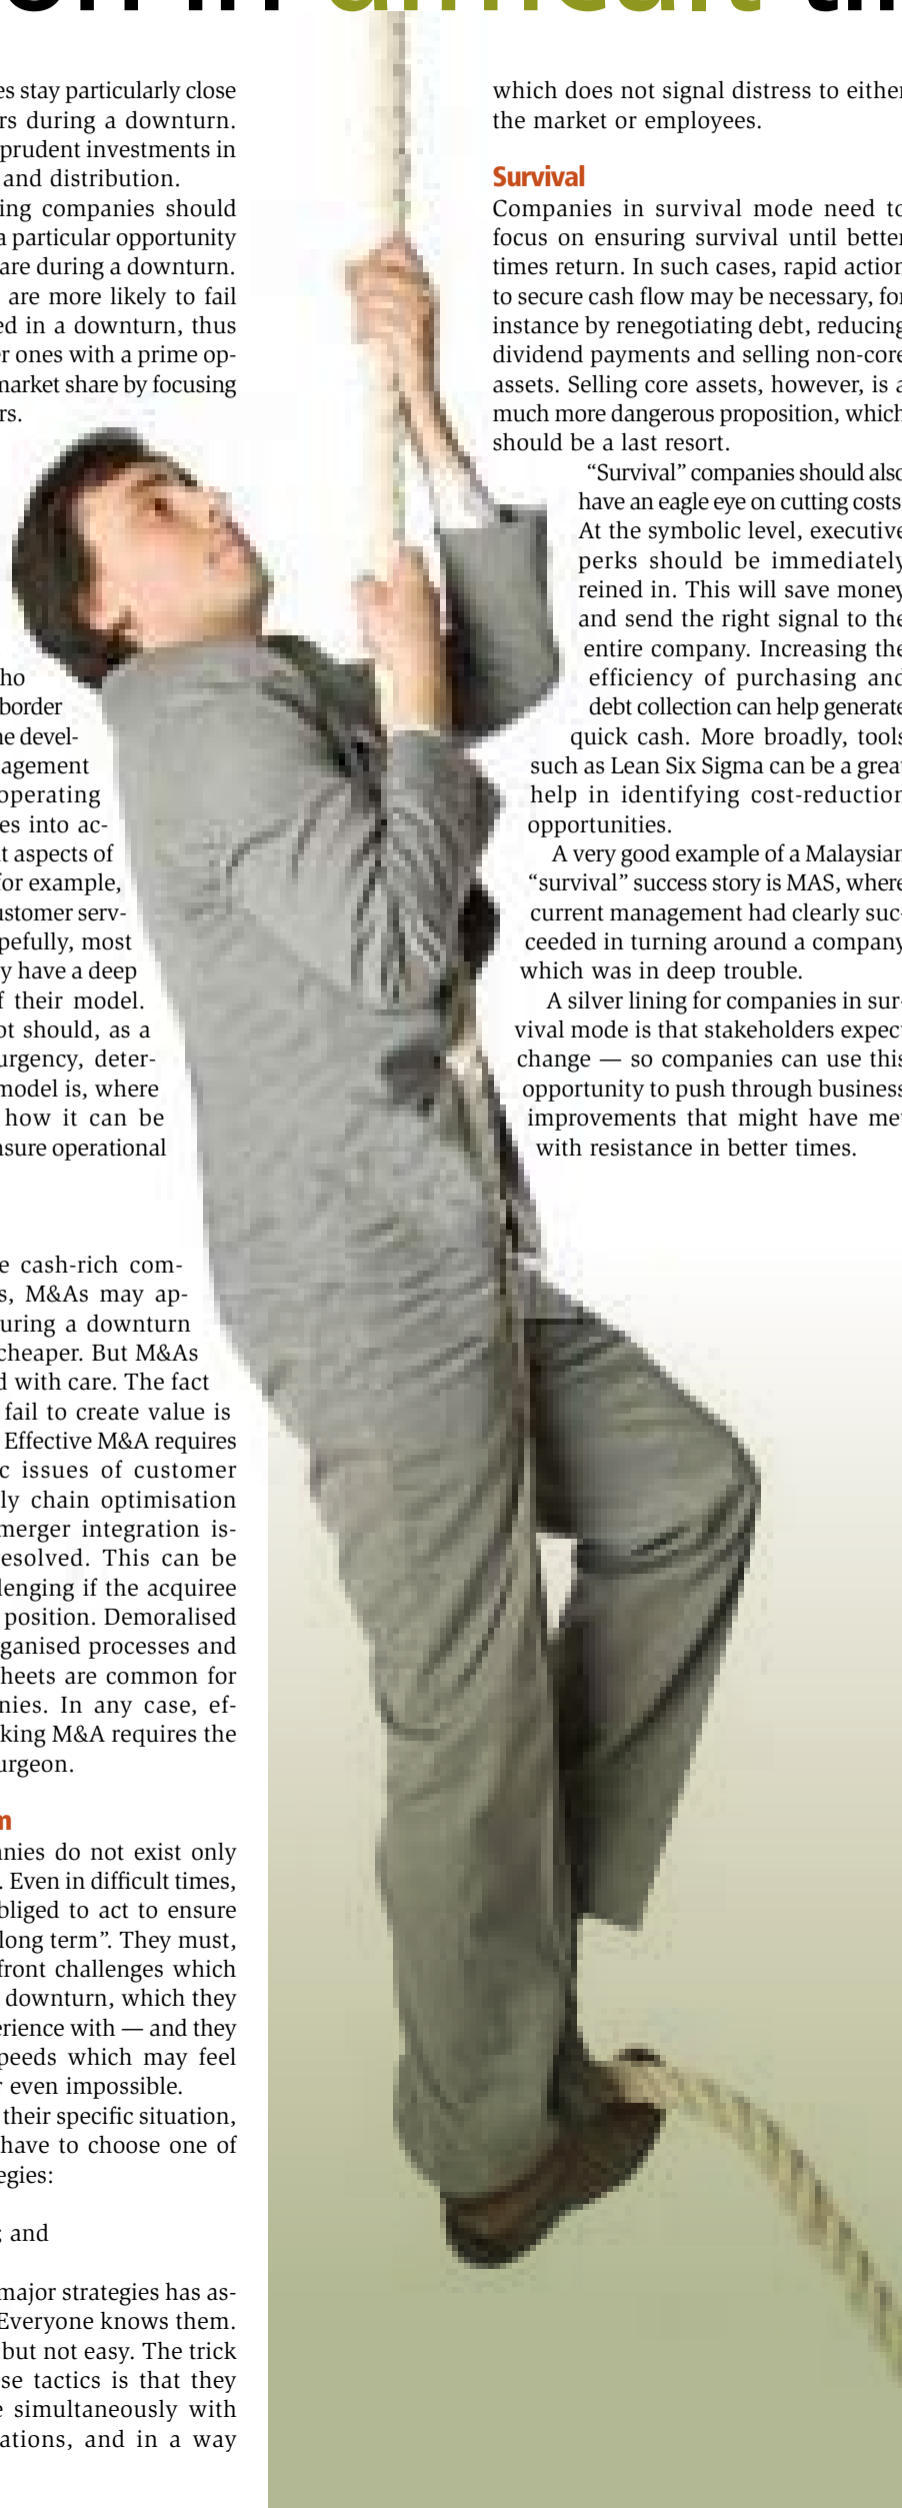 difficult
es stay particularly close
rs during a downturn.
prudent investments in
and distribution.
ing companies should
a particular opportunity
are during a downturn.
are more likely to fail
ed in a downturn, thus
er ones with a prime op-
market share by focusing
rs.
ho
border
he devel-
agement
operating
es into ac-
t aspects of
for example,
ustomer serv-
pefully, most
y have a deep
f their model.
ot should, as a
urgency, deter-
model is, where
how it can be
nsure operational
e cash-rich com-
s, M&As may ap-
uring a downturn
cheaper. But M&As
d with care. The fact
fail to create value is
Effective M&A requires
c issues of customer
ly chain optimisation
merger integration is-
esolved. This can be
lenging if the acquiree
position. Demoralised
ganised processes and
heets are common for
nies. In any case, ef-
king M&A requires the
urgeon.
m
anies do not exist only
. Even in difficult times,
bliged to act to ensure
long term”. They must,
front challenges which
downturn, which they
erience with — and they
peeds which may feel
r even impossible.
their specific situation,
have to choose one of
egies:
; and
major strategies has as-
Everyone knows them.
but not easy. The trick
se tactics is that they
e simultaneously with
ations, and in a way
which does not signal distress to either
the market or employees.
Survival
Companies in survival mode need to
focus on ensuring survival until better
times return. In such cases, rapid action
to secure cash flow may be necessary, for
instance by renegotiating debt, reducing
dividend payments and selling non-core
assets. Selling core assets, however, is a
much more dangerous proposition, which
should be a last resort.
“Survival” companies should also
have an eagle eye on cutting costs
At the symbolic level, executive
perks should be immediately
reined in. This will save money
and send the right signal to the
entire company. Increasing the
efficiency of purchasing and
debt collection can help generate
quick cash. More broadly, tools
such as Lean Six Sigma can be a great
help in identifying cost-reduction
opportunities.
A very good example of a Malaysian
“survival” success story is MAS, where
current management had clearly suc-
ceeded in turning around a company
which was in deep trouble.
A silver lining for companies in sur-
vival mode is that stakeholders expect
change — so companies can use this
opportunity to push through business
improvements that might have met
with resistance in better times.